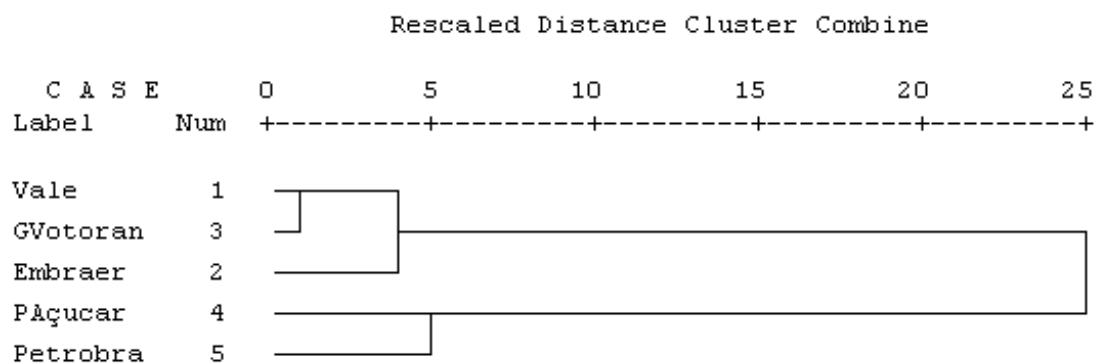 Rescaled Distance Cluster Combine
C A S E 0 5 10 15 20 25
Label Num +---------+---------+---------+---------+---------+
Vale 1
GVotoran 3
Embraer 2
PAçucar 4
Petrobra 5